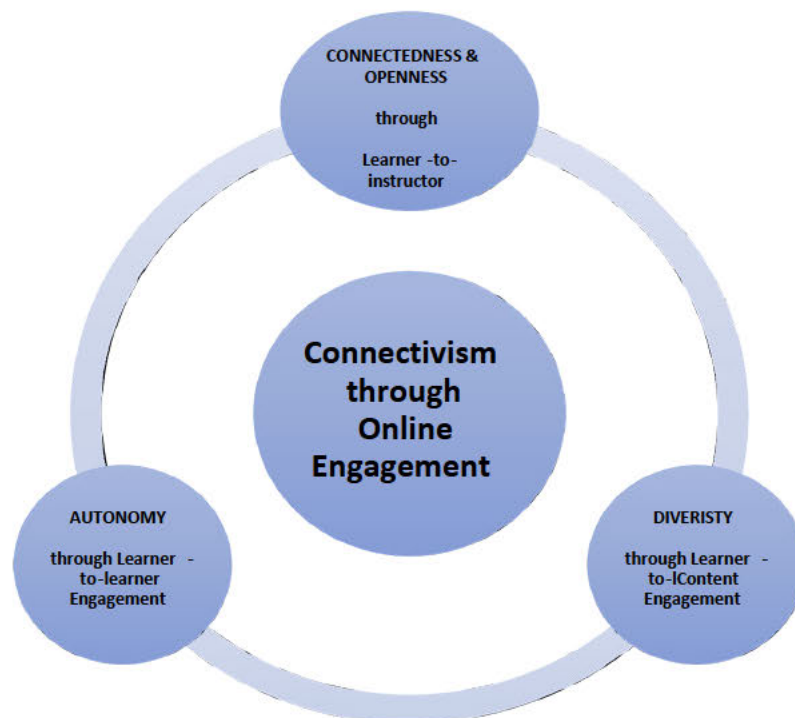 CONNECTEDNESS &
OPENNESS
through
Learner -to-
instructor
Connectivism
through
Online
Engagement
AUTONOMY
through Learner -
to-learner
Engagement
DIVERISTY
through Learner -
to-lContent
Engagement